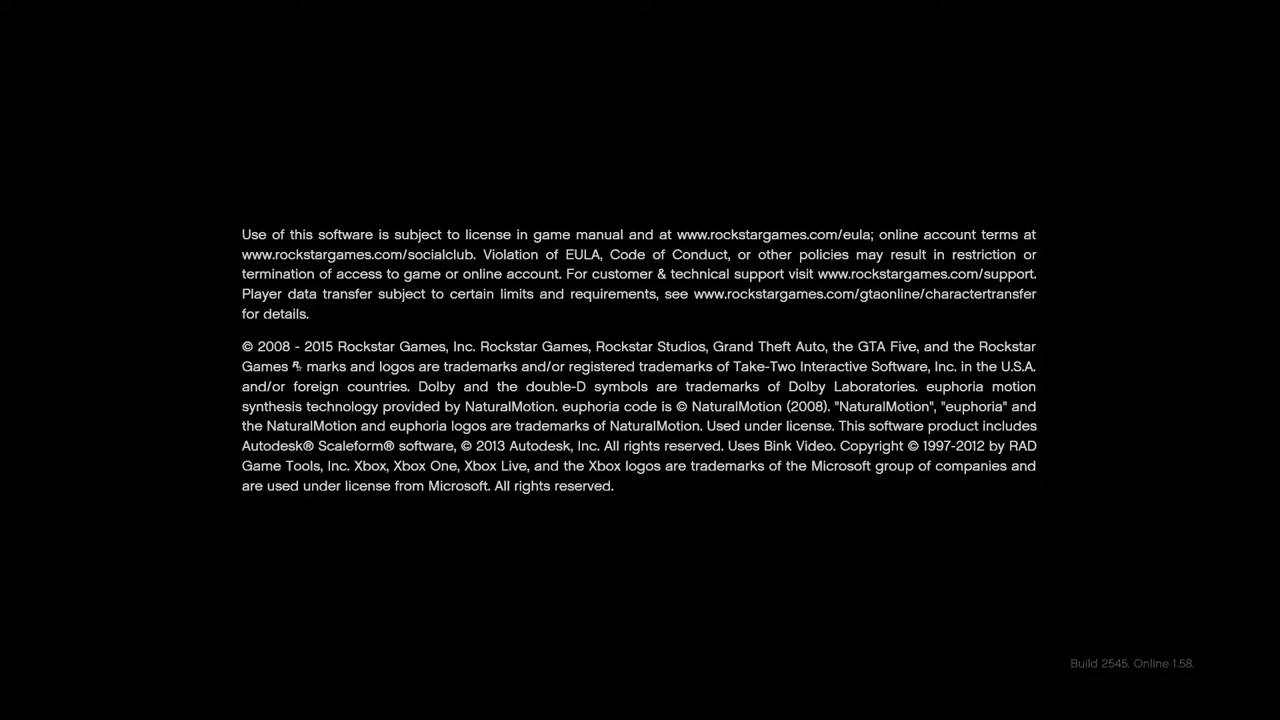 Use of this software is subject to license in game manual and at www.rockstargames.com/eula; online account terms at
www.rockstargames.com/socialclub. Violation of EULA, Code of Conduct, or other policies may result in restriction or
termination of access to game or online account. For customer & technical support visit www.rockstargames.com/support.
Player data transfer subject to certain limits and requirements, see www.rockstargames.com/gtaonline/charactertransfer
for details.
© 2008 - 2015 Rockstar Games, Inc. Rockstar Games, Rockstar Studios, Grand Theft Auto, the GTA Five, and the Rockstar
Games R* marks and logos are trademarks and/or registered trademarks of Take-Two Interactive Software, Inc. in the U.S.A.
and/or foreign countries. Dolby and the double-D symbols are trademarks of Dolby Laboratories. euphoria motion
synthesis technology provided by NaturalMotion. euphoria code is © NaturalMotion (2008). "NaturalMotion", "euphoria" and
the NaturalMotion and euphoria logos are trademarks of NaturalMotion. Used under license. This software product includes
Autodesk® Scaleform® software, © 2013 Autodesk, Inc. All rights reserved. Uses Bink Video. Copyright © 1997-2012 by RAD
Game Tools, Inc. Xbox, Xbox One, Xbox Live, and the Xbox logos are trademarks of the Microsoft group of companies and
are used under license from Microsoft. All rights reserved.
Build 2545. Online 1.58.